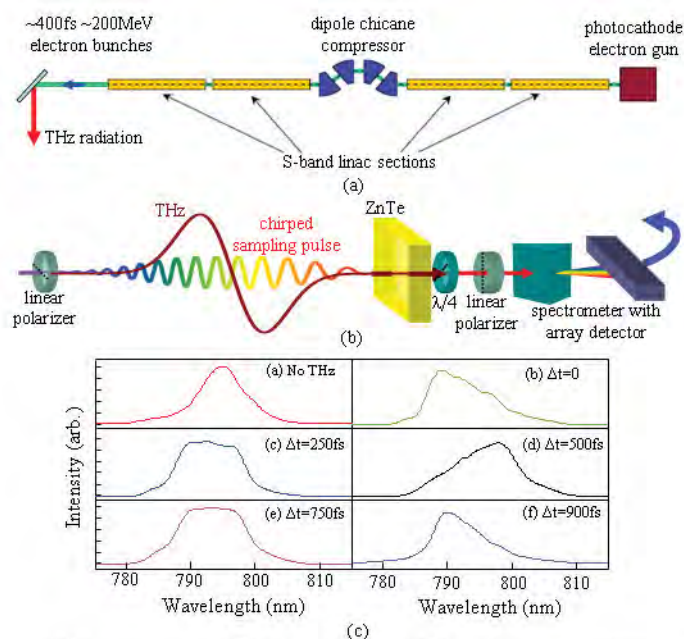 ~400fs ~200MeV
electron bunches
dipole chicane
compressor
photocathode
electron gun
THz radiation
S-band linac sections
(a)
THz
chirped
sampling pulse
ZnTe
linear
polarizer
λ/4
linear
polarizer
spectrometer with
array detector
(b)
Intensity (arb.)
(a) No THz
(b) Δt=0
(c) Δt=250fs
(d) Δt=500fs
(e) Δt=750fs
(f) Δt=900fs
780 790 800 810 780 790 800 810
Wavelength (nm) Wavelength (nm)
(c)